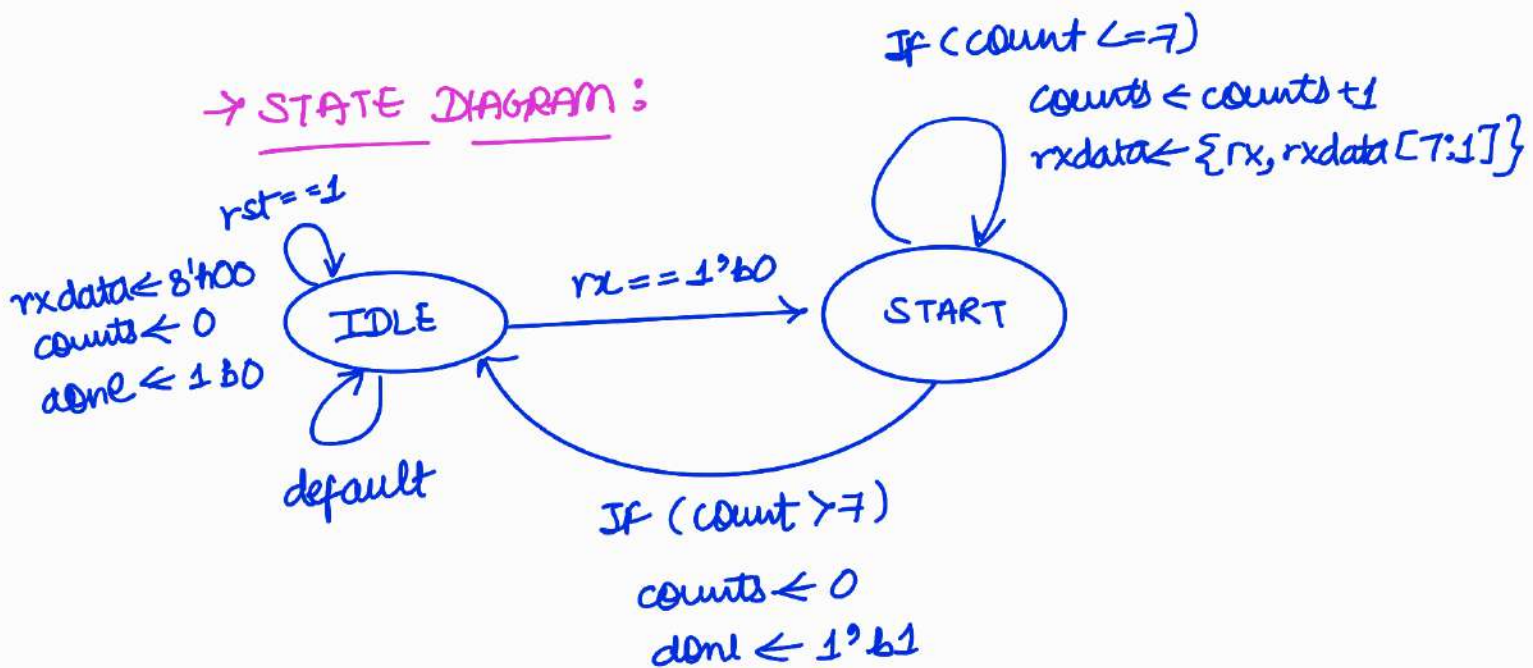 → STATE DIAGRAM:
If (count <=7)
counts ← counts +1
rxdata ← {rx, rxdata[7:1]}
rst==1
rxdata ← 8'h00
counts ← 0
done ← 1'b0
IDLE
rx==1'b0
START
default
If (count >7)
counts ← 0
done ← 1'b1